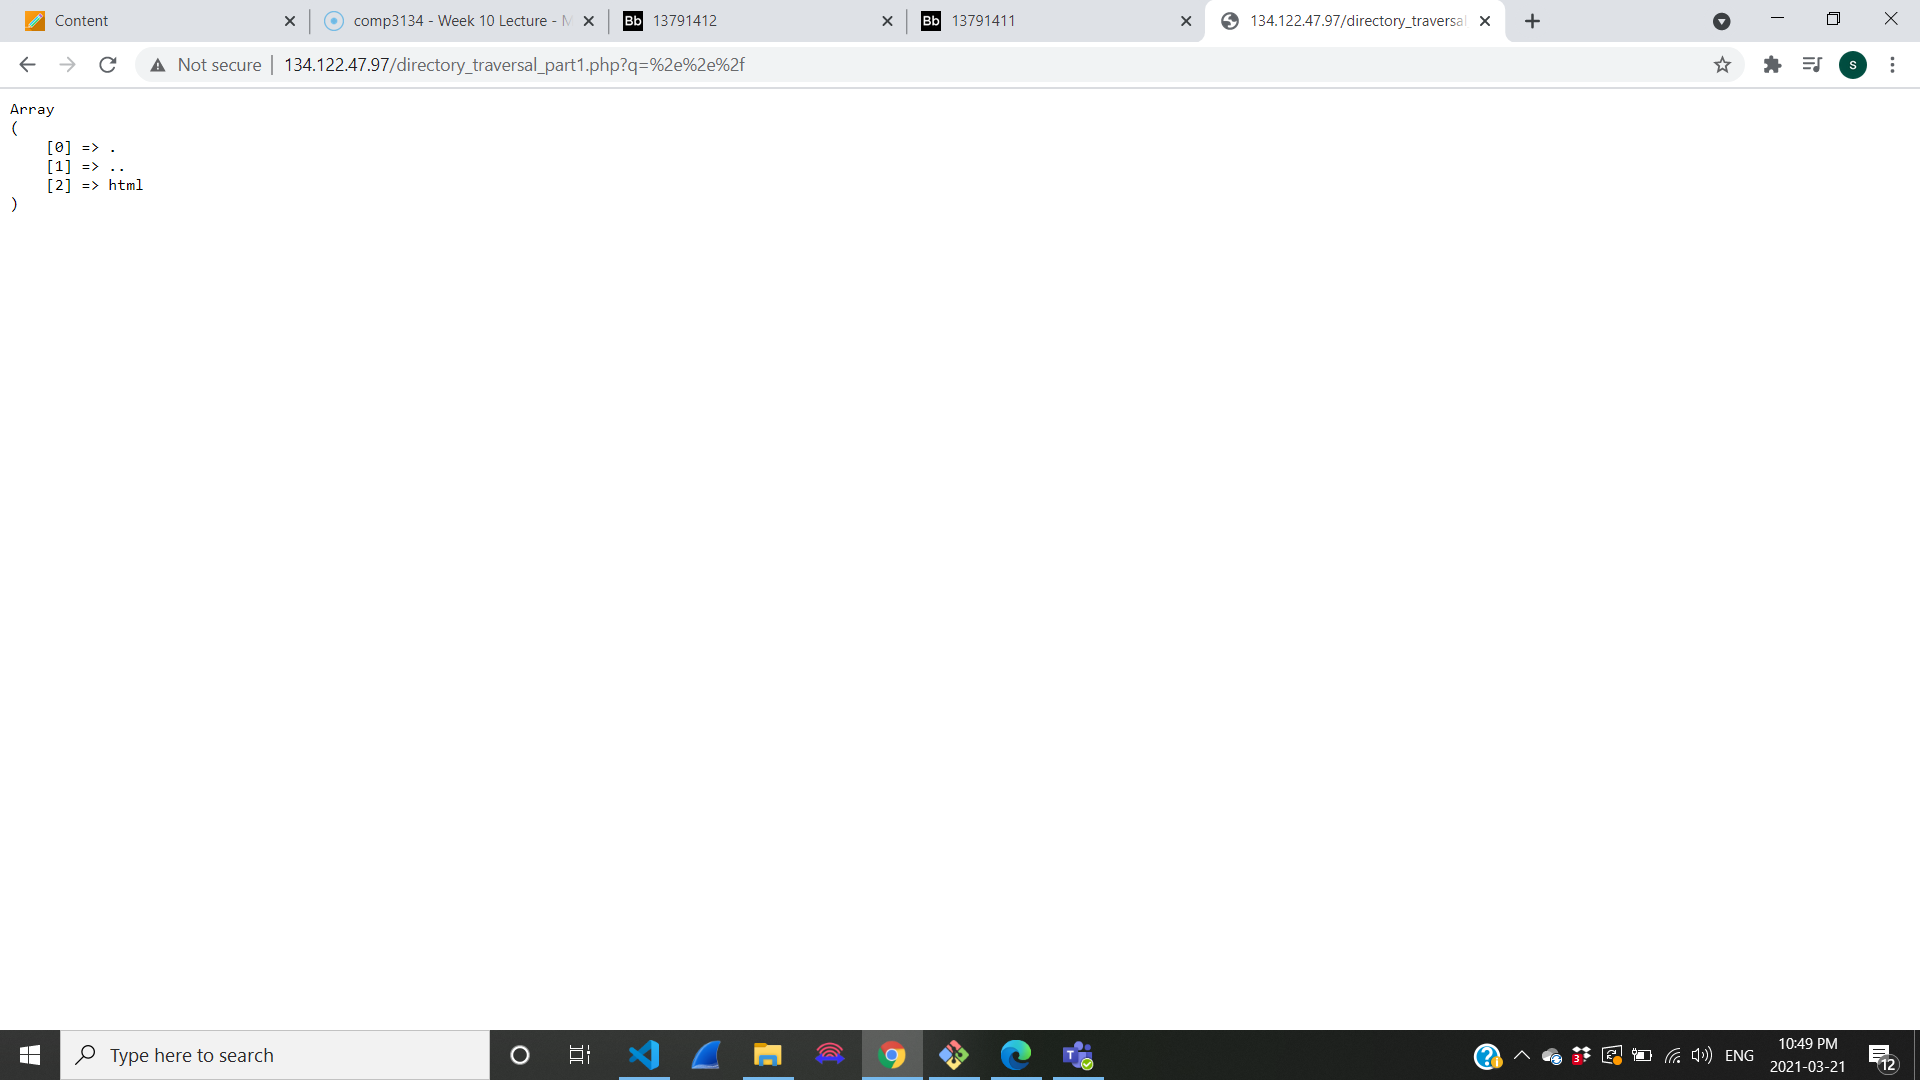 Content
comp3134 - Week 10 Lecture - M
Bb 13791412
Bb 13791411
134.122.47.97/directory_traversal
Not secure | 134.122.47.97/directory_traversal_part1.php?q=%2e%2e%2f
S
Array
(
[0] => .
[1] => ..
[2] => html
)
Type here to search
T
3
ENG
10:49 PM
2021-03-21
12